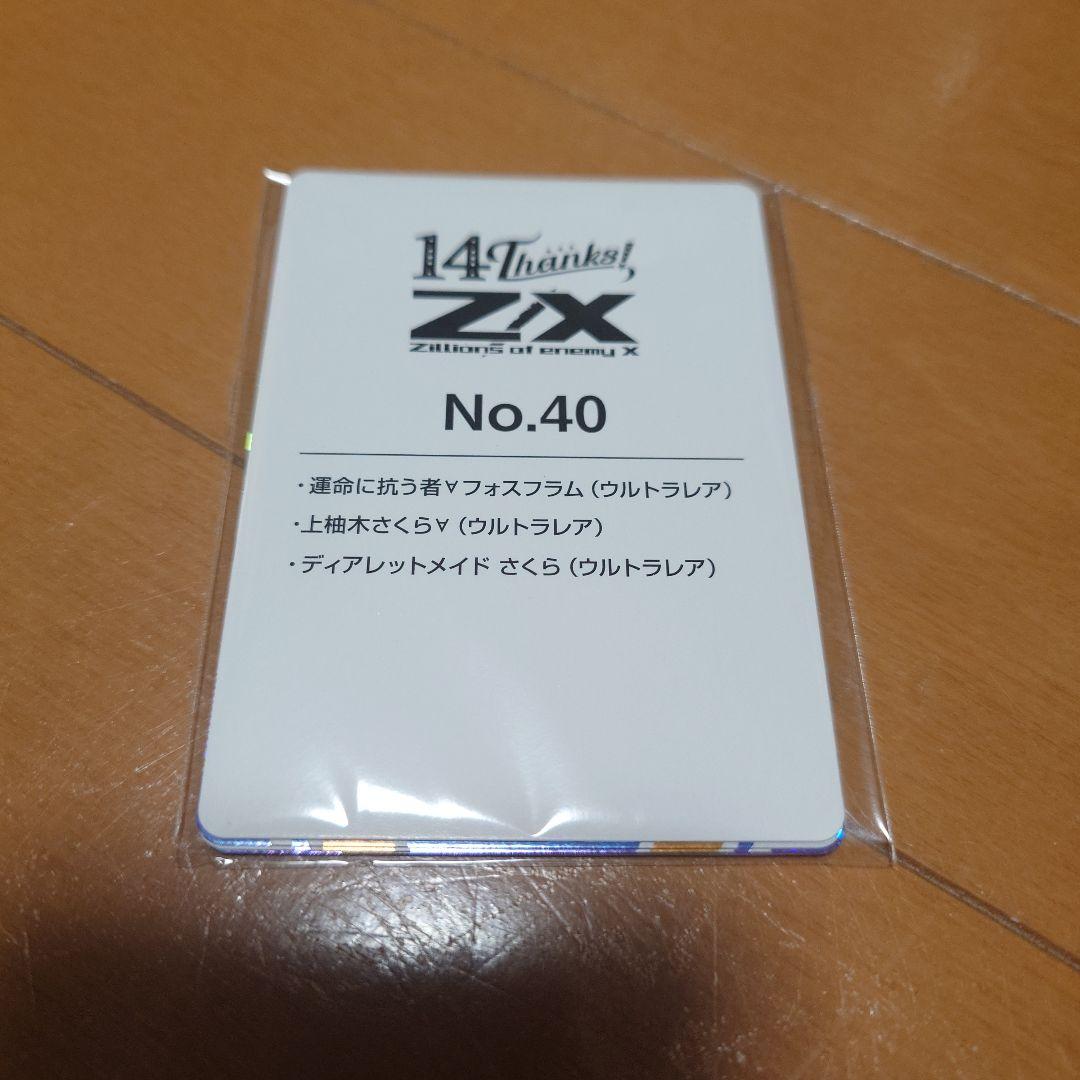 14 Thanks!
Z/X
Zillions of enemy X
No.40
・運命に抗う者∀フォスフラム（ウルトラレア）
・上柚木さくら∀（ウルトラレア）
・ディアレットメイド さくら（ウルトラレア）